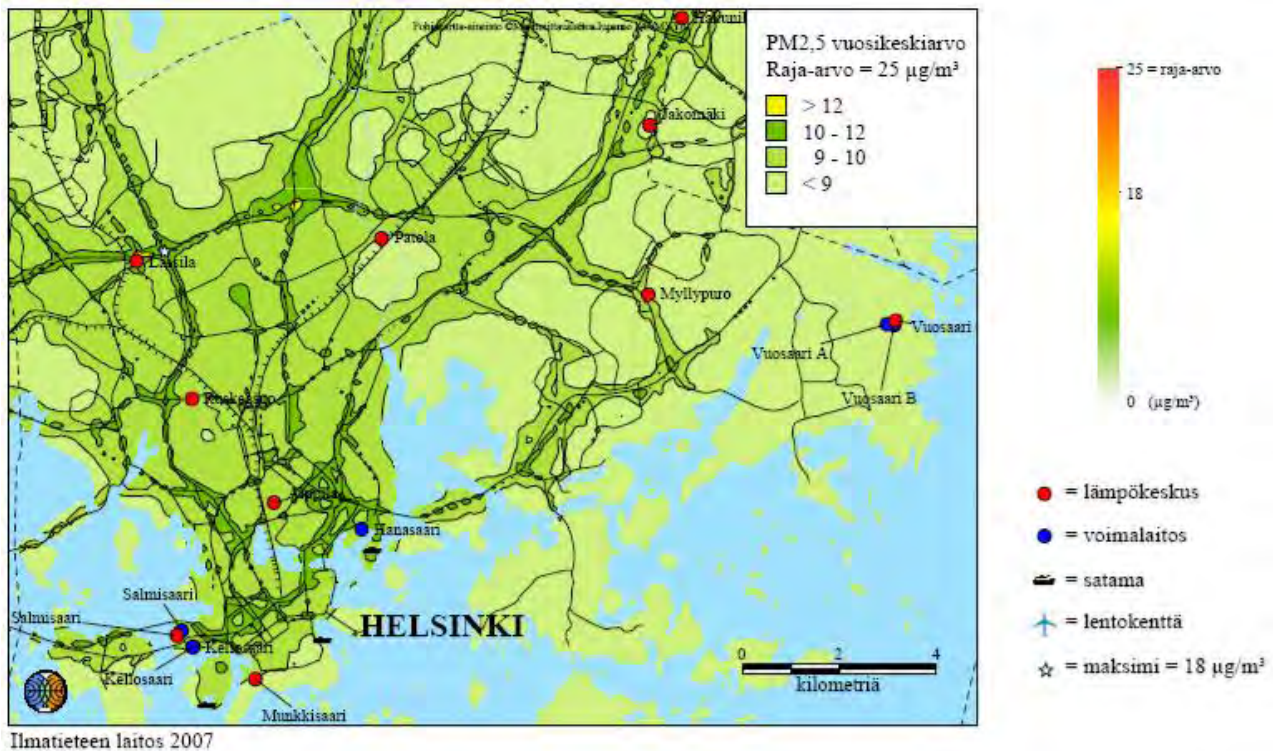 PM2,5 vuosikeskiarvo
Raja-arvo = 25 µg/m³
> 12
10 - 12
9 - 10
< 9
Jakomäki
Patola
Myllypuro
Vuosaari
Vuosaari A
Vuosaari B
Hanasaari
Salmisaari
Salmisaari
HELSINKI
Kellosaari
Kellosaari
Munkkisaari
0 2 4
kilometriä
Ilmatieteen laitos 2007
25 = raja-arvo
18
0 (µg/m³)
= lämpökeskus
= voimalaitos
= satama
= lentokenttä
= maksimi = 18 µg/m³